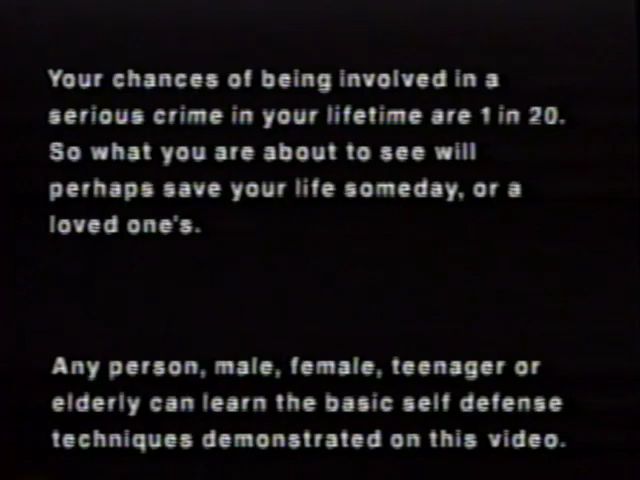 Your chances of being involved in a
serious crime in your lifetime are 1 in 20.
So what you are about to see will
perhaps save your life someday, or a
loved one's.
Any person, male, female, teenager or
elderly can learn the basic self defense
techniques demonstrated on this video.